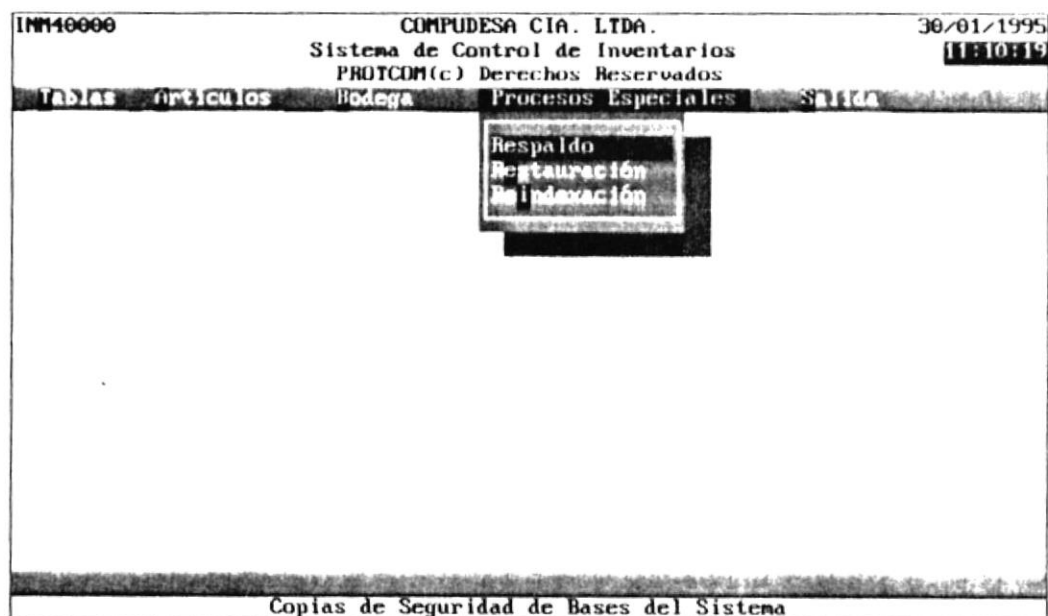 INM40000 COMPUDESA CIA. LTDA. 30/01/1995
Sistema de Control de Inventarios 11:10:19
PROTCOM(c) Derechos Reservados
Tablas Artículos Bodega Procesos Especiales Salida
Respaldo
Restauración
Reindexación
Copias de Seguridad de Bases del Sistema